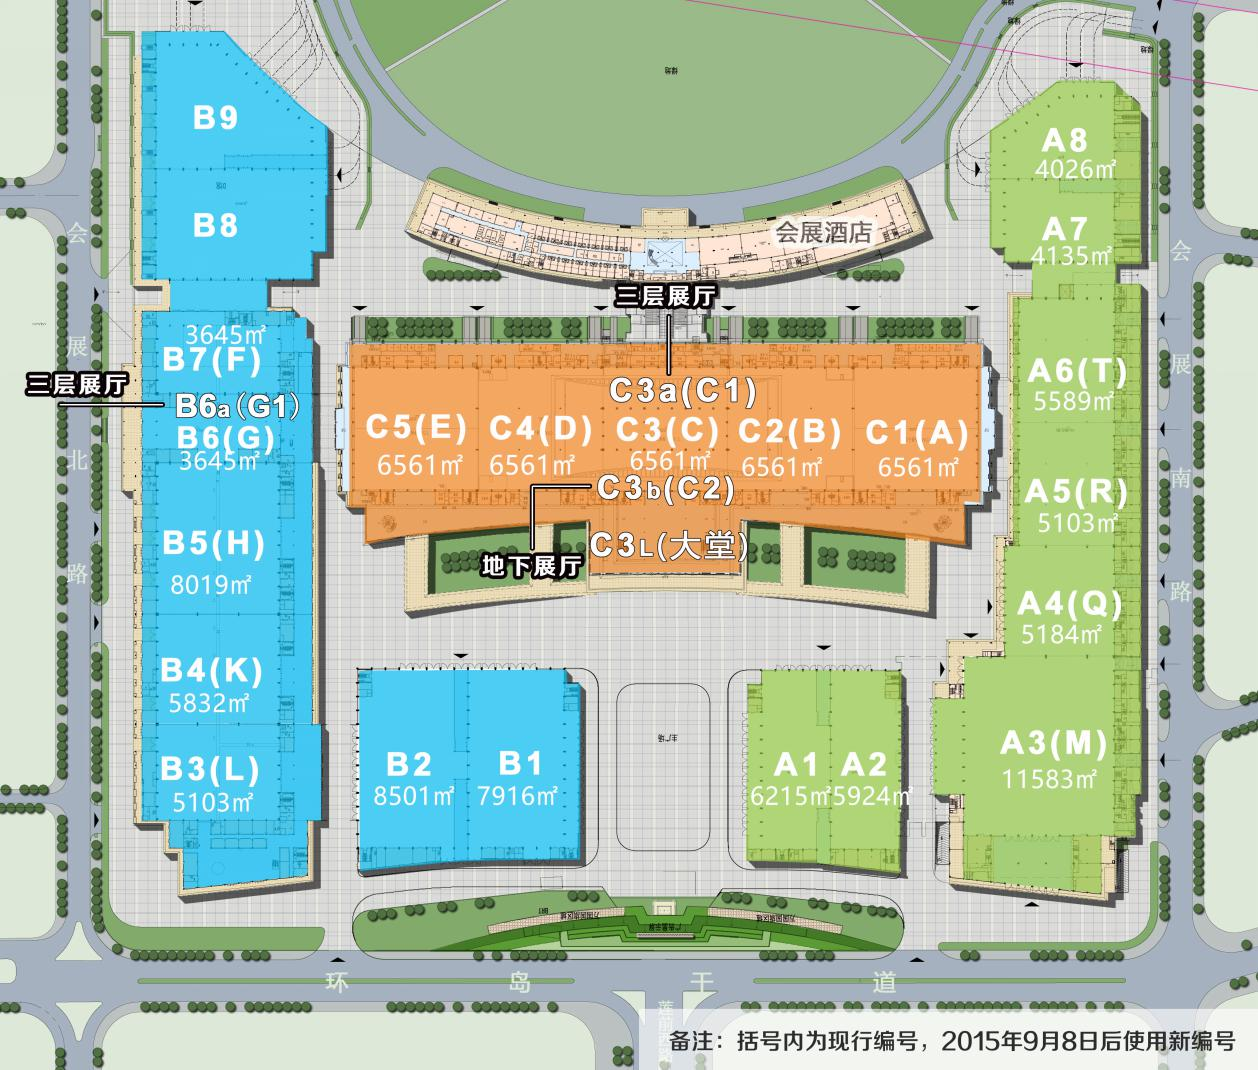 B9
B8
3645㎡
B7(F)
三层展厅
B6a(G1)
B6(G)
3645㎡
B5(H)
8019㎡
B4(K)
5832㎡
B3(L)
5103㎡
会展北路
会展酒店
三层展厅
C3a(C1)
C5(E)
6561㎡
C4(D)
6561㎡
C3(C)
6561㎡
C2(B)
6561㎡
C1(A)
6561㎡
C3b(C2)
C3L(大堂)
地下展厅
A8
4026㎡
A7
4135㎡
A6(T)
5589㎡
A5(R)
5103㎡
A4(Q)
5184㎡
A3(M)
11583㎡
会展南路
B2
8501㎡
B1
7916㎡
主广场
A1
6215㎡
A2
5924㎡
环岛干道
备注：括号内为现行编号，2015年9月8日后使用新编号